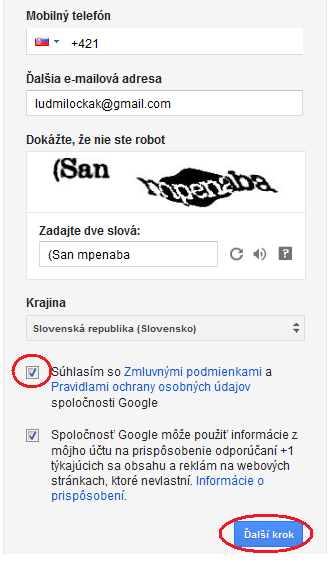 Mobilný telefón
+421
Ďalšia e-mailová adresa
ludmilockak@gmail.com
Dokážte, že nie ste robot
(San mpenaba
Zadajte dve slová:
(San mpenaba
?
Krajina
Slovenská republika (Slovensko)
Súhlasím so Zmluvnými podmienkami a
Pravidlami ochrany osobných údajov
spoločnosti Google
Spoločnosť Google môže použiť informácie z
môjho účtu na prispôsobenie odporúčaní +1
týkajúcich sa obsahu a reklám na webových
stránkach, ktoré nevlastní. Informácie o
prispôsobení.
Ďalší krok